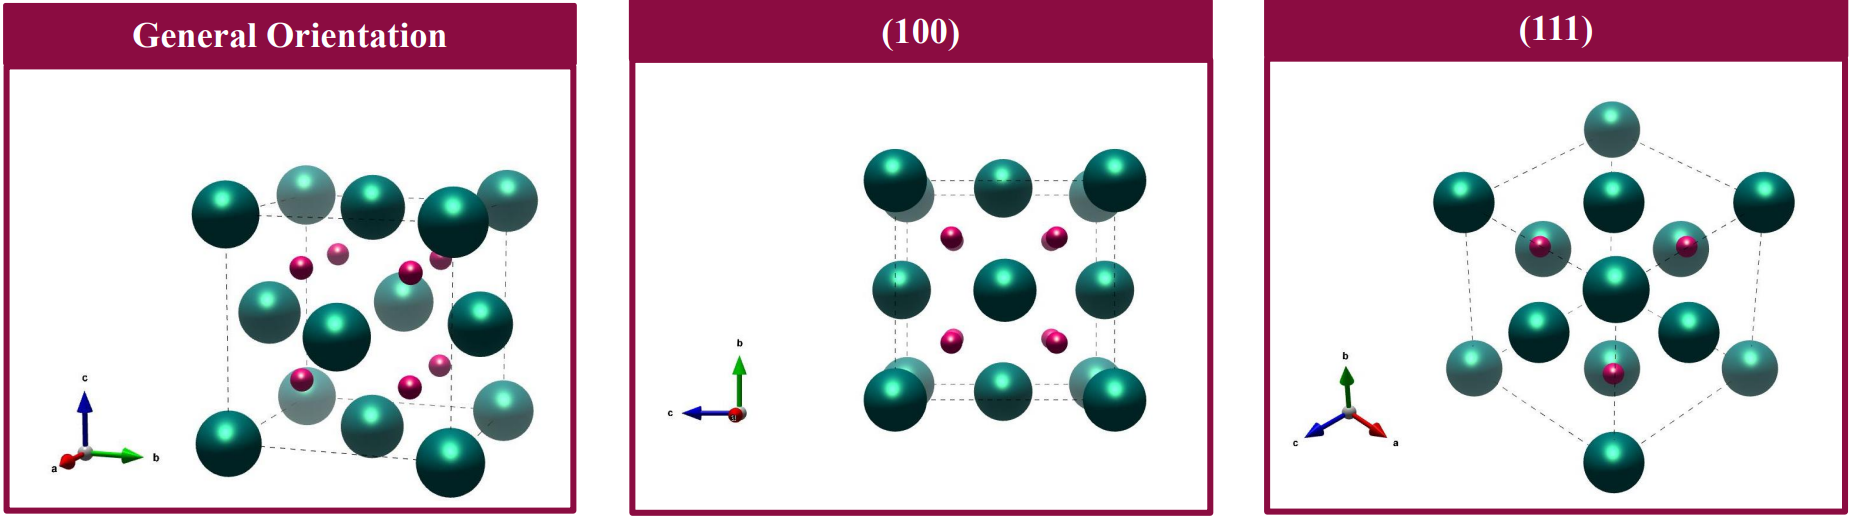 General Orientation
(100)
(111)
c
b
a
b
c
a
b
c
a